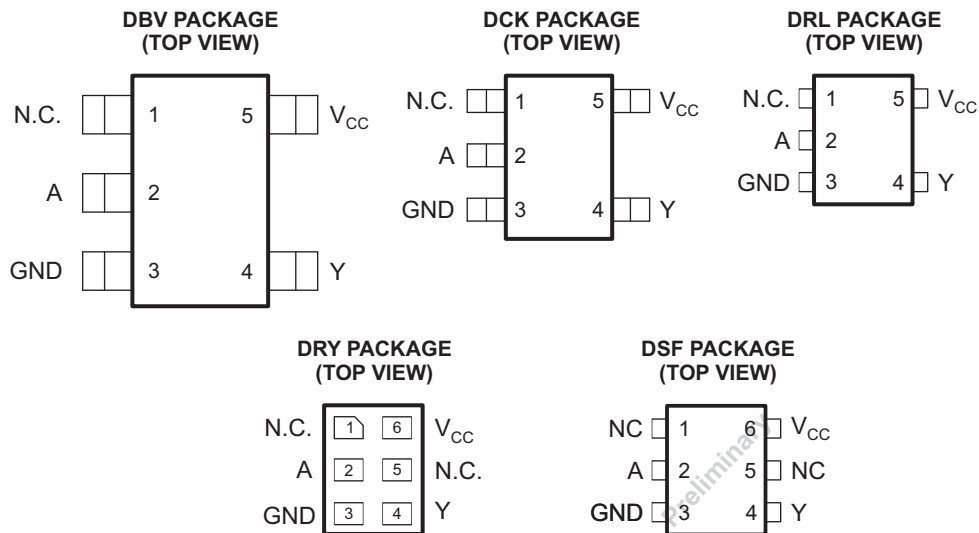 DBV PACKAGE
(TOP VIEW)
N.C. 1 5 VCC
A 2
GND 3 4 Y
DCK PACKAGE
(TOP VIEW)
N.C. 1 5 VCC
A 2
GND 3 4 Y
DRL PACKAGE
(TOP VIEW)
N.C. 1 5 VCC
A 2
GND 3 4 Y
DRY PACKAGE
(TOP VIEW)
N.C. 1 6 VCC
A 2 5 N.C.
GND 3 4 Y
DSF PACKAGE
(TOP VIEW)
NC 1 6 VCC
A 2 5 NC
GND 3 4 Y
Preliminary